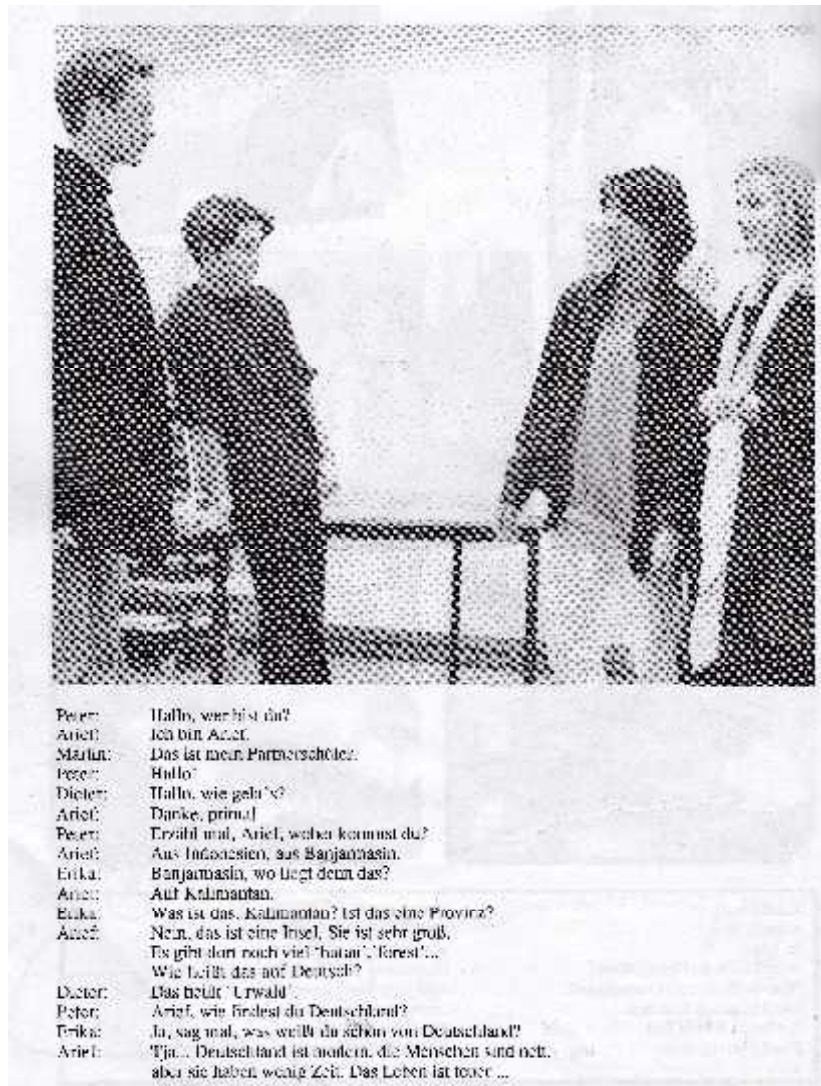 Peter: Hallo, wer bist du?
Arief: Ich bin Arief.
Martin: Das ist mein Partnerschüler.
Peter: Hallo!
Dieter: Hallo, wie geht's?
Arief: Danke, prima!
Peter: Erzähl mal, Arief, woher kommst du?
Arief: Aus Indonesien, aus Banjarmasin.
Erika: Banjarmasin, wo liegt denn das?
Arief: Auf Kalimantan.
Erika: Was ist das, Kalimantan? Ist das eine Provinz?
Arief: Nein, das ist eine Insel. Sie ist sehr groß.
Es gibt dort noch viel 'hutan', 'forest'...
Wie heißt das auf Deutsch?
Dieter: Das heißt 'Urwald'.
Peter: Arief, wie findest du Deutschland?
Erika: Ja, sag mal, was weißt du schon von Deutschland?
Arief: Tja... Deutschland ist modern, die Menschen sind nett,
aber sie haben wenig Zeit. Das Leben ist teuer ...